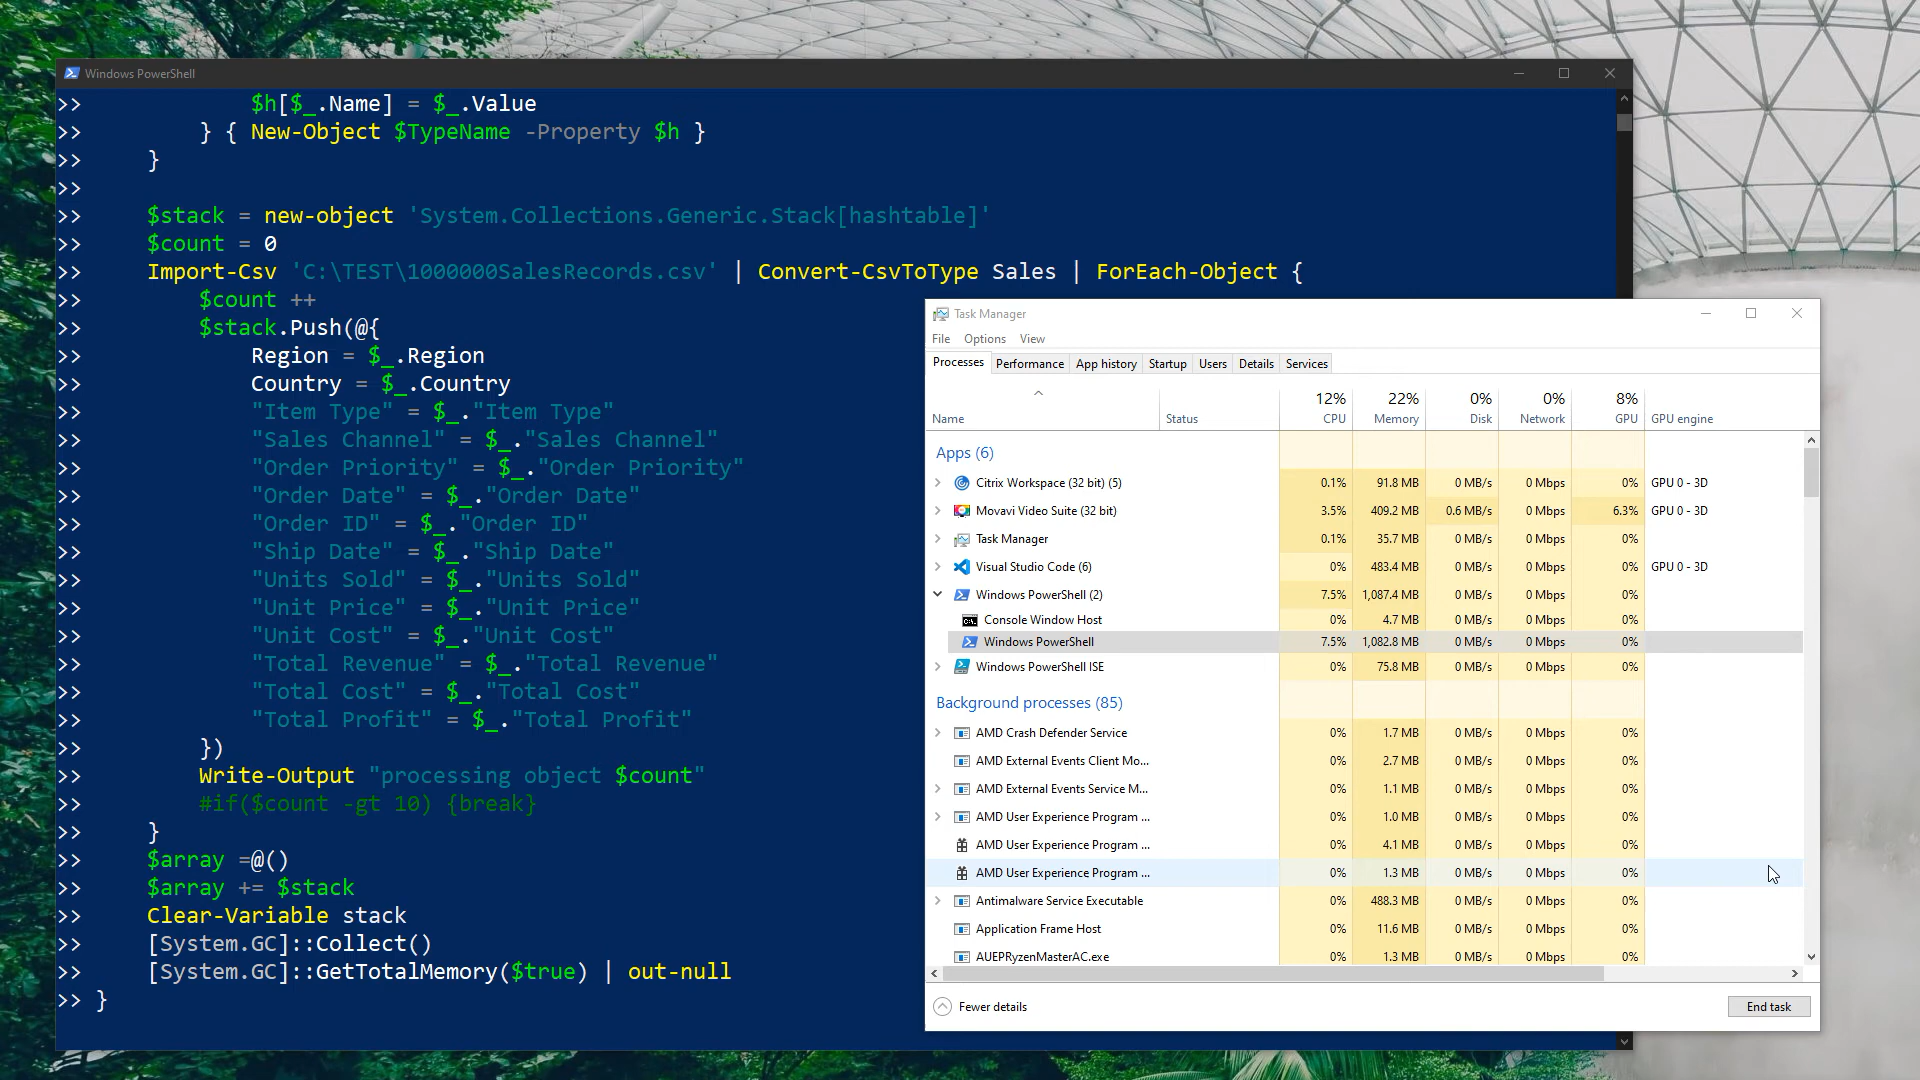 Windows PowerShell
>> $h[$_.Name] = $_.Value
>> } { New-Object $TypeName -Property $h }
>> }
>>
>> $stack = new-object 'System.Collections.Generic.Stack[hashtable]'
>> $count = 0
>> Import-Csv 'C:\TEST\1000000SalesRecords.csv' | Convert-CsvToType Sales | ForEach-Object {
>> $count ++
>> $stack.Push(@{
>> Region = $_.Region
>> Country = $_.Country
>> "Item Type" = $_."Item Type"
>> "Sales Channel" = $_."Sales Channel"
>> "Order Priority" = $_."Order Priority"
>> "Order Date" = $_."Order Date"
>> "Order ID" = $_."Order ID"
>> "Ship Date" = $_."Ship Date"
>> "Units Sold" = $_."Units Sold"
>> "Unit Price" = $_."Unit Price"
>> "Unit Cost" = $_."Unit Cost"
>> "Total Revenue" = $_."Total Revenue"
>> "Total Cost" = $_."Total Cost"
>> "Total Profit" = $_."Total Profit"
>> })
>> Write-Output "processing object $count"
>> #if($count -gt 10) {break}
>> }
>> $array =@()
>> $array += $stack
>> Clear-Variable stack
>> [System.GC]::Collect()
>> [System.GC]::GetTotalMemory($true) | out-null
>> }
Task Manager
File Options View
Processes Performance App history Startup Users Details Services
12% 22% 0% 0% 8%
Name Status CPU Memory Disk Network GPU GPU engine
Apps (6)
Citrix Workspace (32 bit) (5) 0.1% 91.8 MB 0 MB/s 0 Mbps 0% GPU 0 - 3D
Movavi Video Suite (32 bit) 3.5% 409.2 MB 0.6 MB/s 0 Mbps 6.3% GPU 0 - 3D
Task Manager 0.1% 35.7 MB 0 MB/s 0 Mbps 0%
Visual Studio Code (6) 0% 483.4 MB 0 MB/s 0 Mbps 0% GPU 0 - 3D
Windows PowerShell (2) 7.5% 1,087.4 MB 0 MB/s 0 Mbps 0%
Console Window Host 0% 4.7 MB 0 MB/s 0 Mbps 0%
Windows PowerShell 7.5% 1,082.8 MB 0 MB/s 0 Mbps 0%
Windows PowerShell ISE 0% 75.8 MB 0 MB/s 0 Mbps 0%
Background processes (85)
AMD Crash Defender Service 0% 1.7 MB 0 MB/s 0 Mbps 0%
AMD External Events Client Mo... 0% 2.7 MB 0 MB/s 0 Mbps 0%
AMD External Events Service M... 0% 1.1 MB 0 MB/s 0 Mbps 0%
AMD User Experience Program ... 0% 1.0 MB 0 MB/s 0 Mbps 0%
AMD User Experience Program ... 0% 4.1 MB 0 MB/s 0 Mbps 0%
AMD User Experience Program ... 0% 1.3 MB 0 MB/s 0 Mbps 0%
Antimalware Service Executable 0% 488.3 MB 0 MB/s 0 Mbps 0%
Application Frame Host 0% 11.6 MB 0 MB/s 0 Mbps 0%
AUEPRyzenMasterAC.exe 0% 1.3 MB 0 MB/s 0 Mbps 0%
Fewer details End task